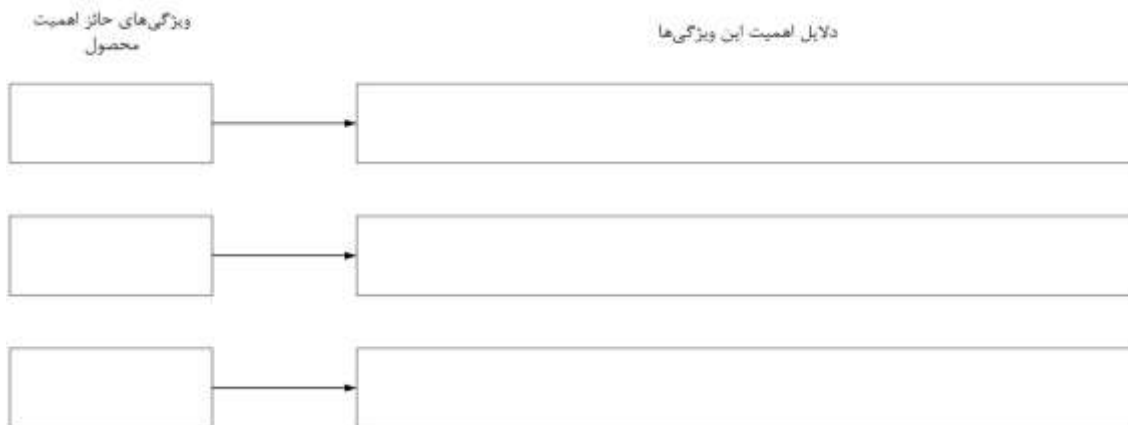 ویژگی‌های حائز اهمیت
محصول
دلایل اهمیت این ویژگی‌ها